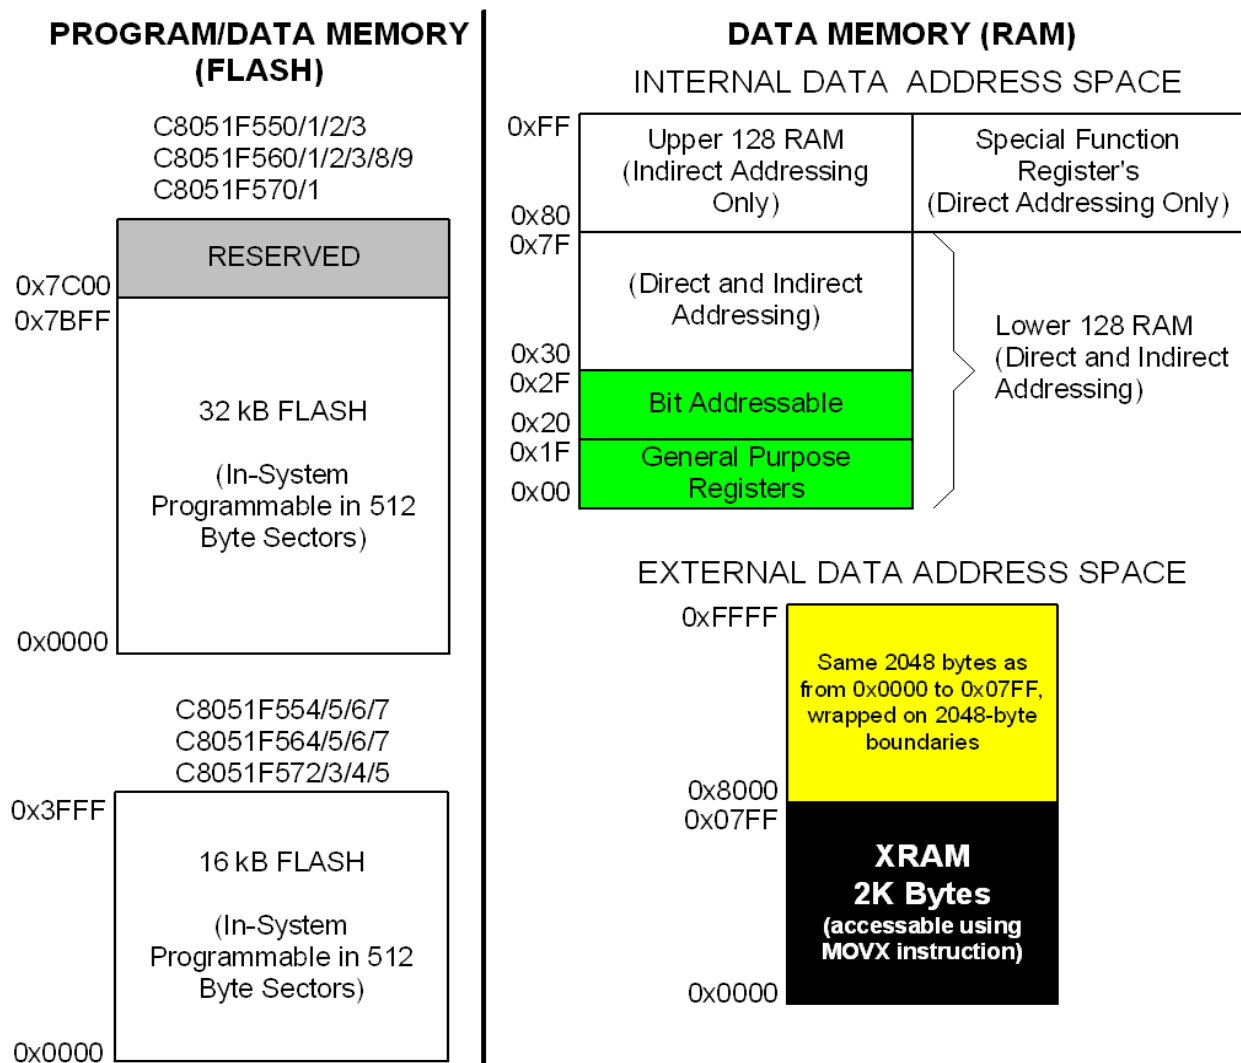 PROGRAM/DATA MEMORY
(FLASH)
C8051F550/1/2/3
C8051F560/1/2/3/8/9
C8051F570/1
RESERVED
0x7C00
0x7BFF
32 kB FLASH
(In-System
Programmable in 512
Byte Sectors)
0x0000
C8051F554/5/6/7
C8051F564/5/6/7
C8051F572/3/4/5
0x3FFF
16 kB FLASH
(In-System
Programmable in 512
Byte Sectors)
0x0000
DATA MEMORY (RAM)
INTERNAL DATA ADDRESS SPACE
0xFF
Upper 128 RAM
(Indirect Addressing
Only)
0x80
Special Function
Register's
(Direct Addressing Only)
0x7F
(Direct and Indirect
Addressing)
0x30
Lower 128 RAM
(Direct and Indirect
Addressing)
0x2F
Bit Addressable
0x20
0x1F
General Purpose
Registers
0x00
EXTERNAL DATA ADDRESS SPACE
0xFFFF
Same 2048 bytes as
from 0x0000 to 0x07FF,
wrapped on 2048-byte
boundaries
0x8000
0x07FF
XRAM
2K Bytes
(accessable using
MOVX instruction)
0x0000